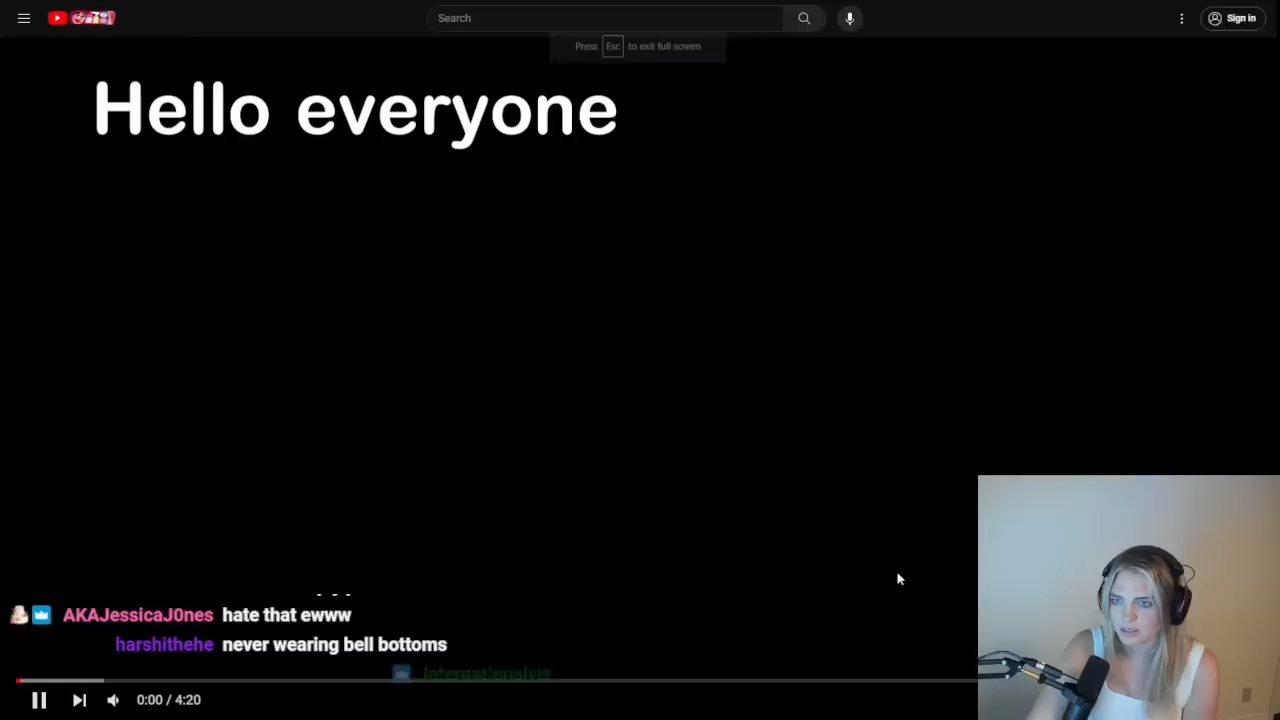 Search
Sign in
Press Esc to exit full screen
Hello everyone
AKAJessicaJ0nes hate that ewww
harshithehe never wearing bell bottoms
0:00 / 4:20